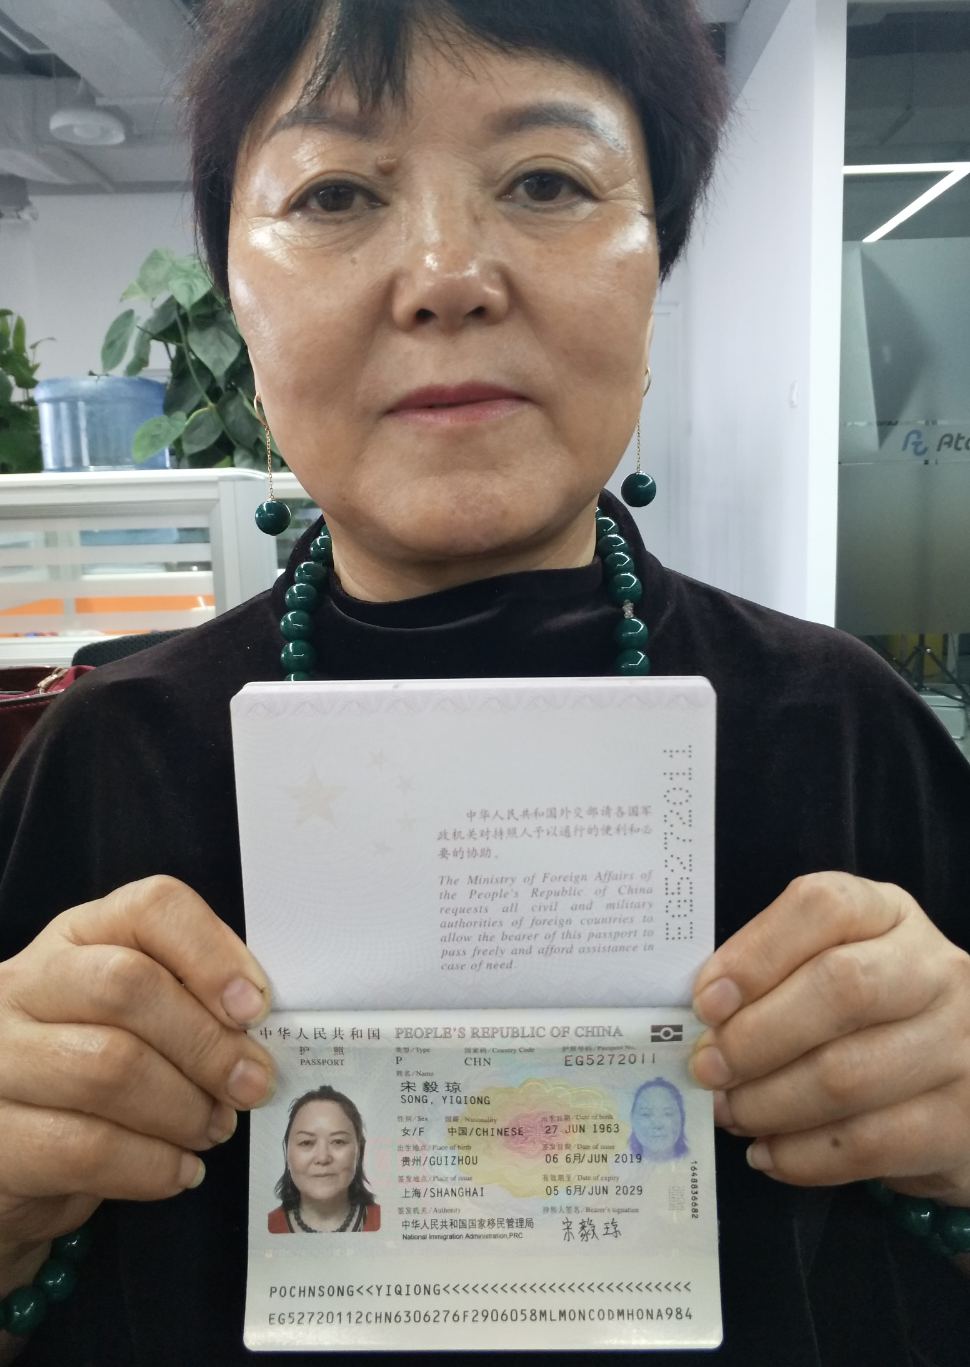 Ato
中华人民共和国外交部请各国军
政机关对持照人予以通行的便利和必
要的协助。
The Ministry of Foreign Affairs of
the People's Republic of China
requests all civil and military
authorities of foreign countries to
allow the bearer of this passport to
pass freely and afford assistance in
case of need.
EG5272011
中华人民共和国 PEOPLE'S REPUBLIC OF CHINA
护 照
PASSPORT
类型/Type
国家码/Country Code
护照号码/Passport No.
P
CHN
EG5272011
姓名/Name
宋毅琼
SONG, YIQIONG
性别/Sex
国籍/Nationality
出生日期/Date of birth
女/F
中国/CHINESE
27 JUN 1963
出生地点/Place of birth
签发日期/Date of issue
贵州/GUIZHOU
06 6月/JUN 2019
签发地点/Place of issue
有效期至/Date of expiry
上海/SHANGHAI
05 6月/JUN 2029
签发机关/Authority
持照人签名/Bearer's signature
中华人民共和国国家移民管理局
National Immigration Administration,PRC
宋毅琼
1648836682
POCHNSONG<<YIQIONG<<<<<<<<<<<<<<<<<<<<<<<<<<
EG52720112CHN6306276F2906058MLMONCODMHONA984